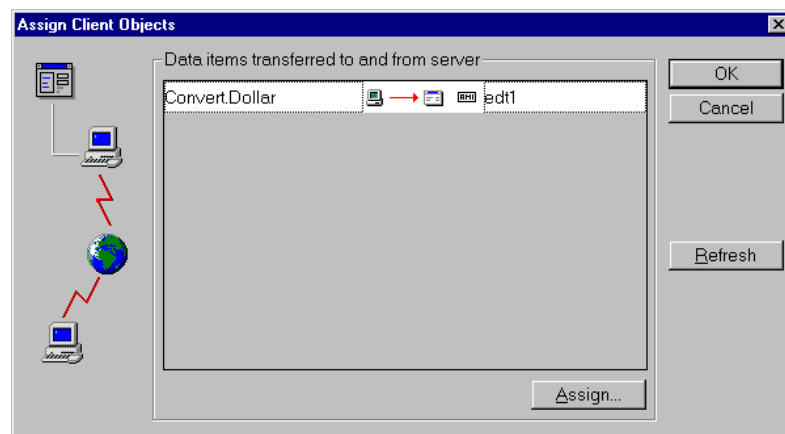 Assign Client Objects
Data items transferred to and from server
Convert.Dollar edt1
OK
Cancel
Refresh
Assign...